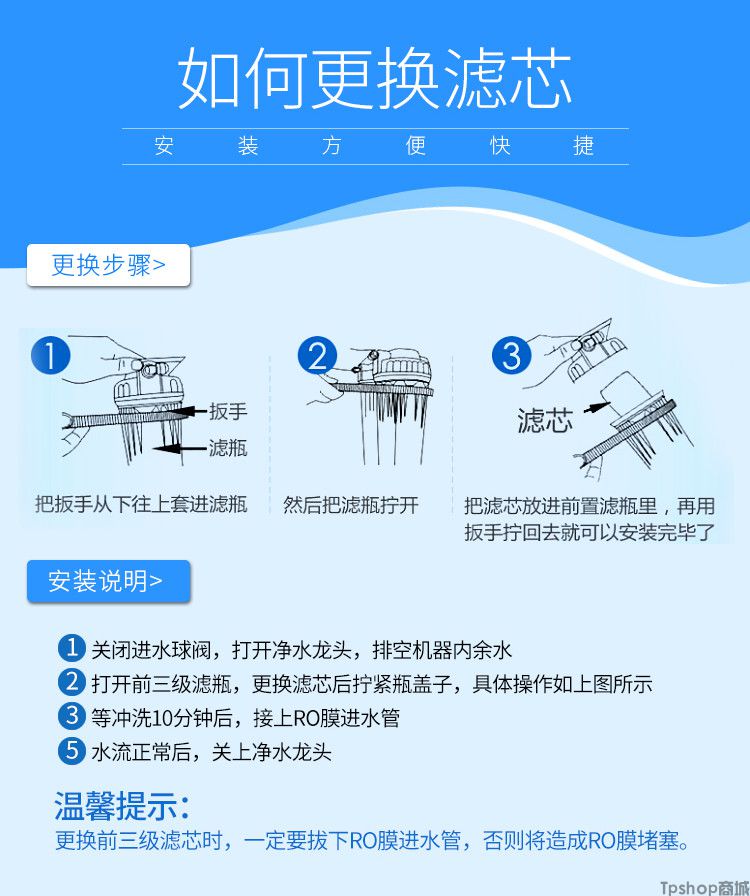 如何更换滤芯
安装方便快捷
更换步骤>
1
2
3
扳手
滤瓶
滤芯
把扳手从下往上套进滤瓶
然后把滤瓶拧开
把滤芯放进前置滤瓶里，再用
扳手拧回去就可以安装完毕了
安装说明>
1 关闭进水球阀，打开净水龙头，排空机器内余水
2 打开前三级滤瓶，更换滤芯后拧紧瓶盖子，具体操作如上图所示
3 等冲洗10分钟后，接上RO膜进水管
5 水流正常后，关上净水龙头
温馨提示：
更换前三级滤芯时，一定要拔下RO膜进水管，否则将造成RO膜堵塞。
Tpshop商城